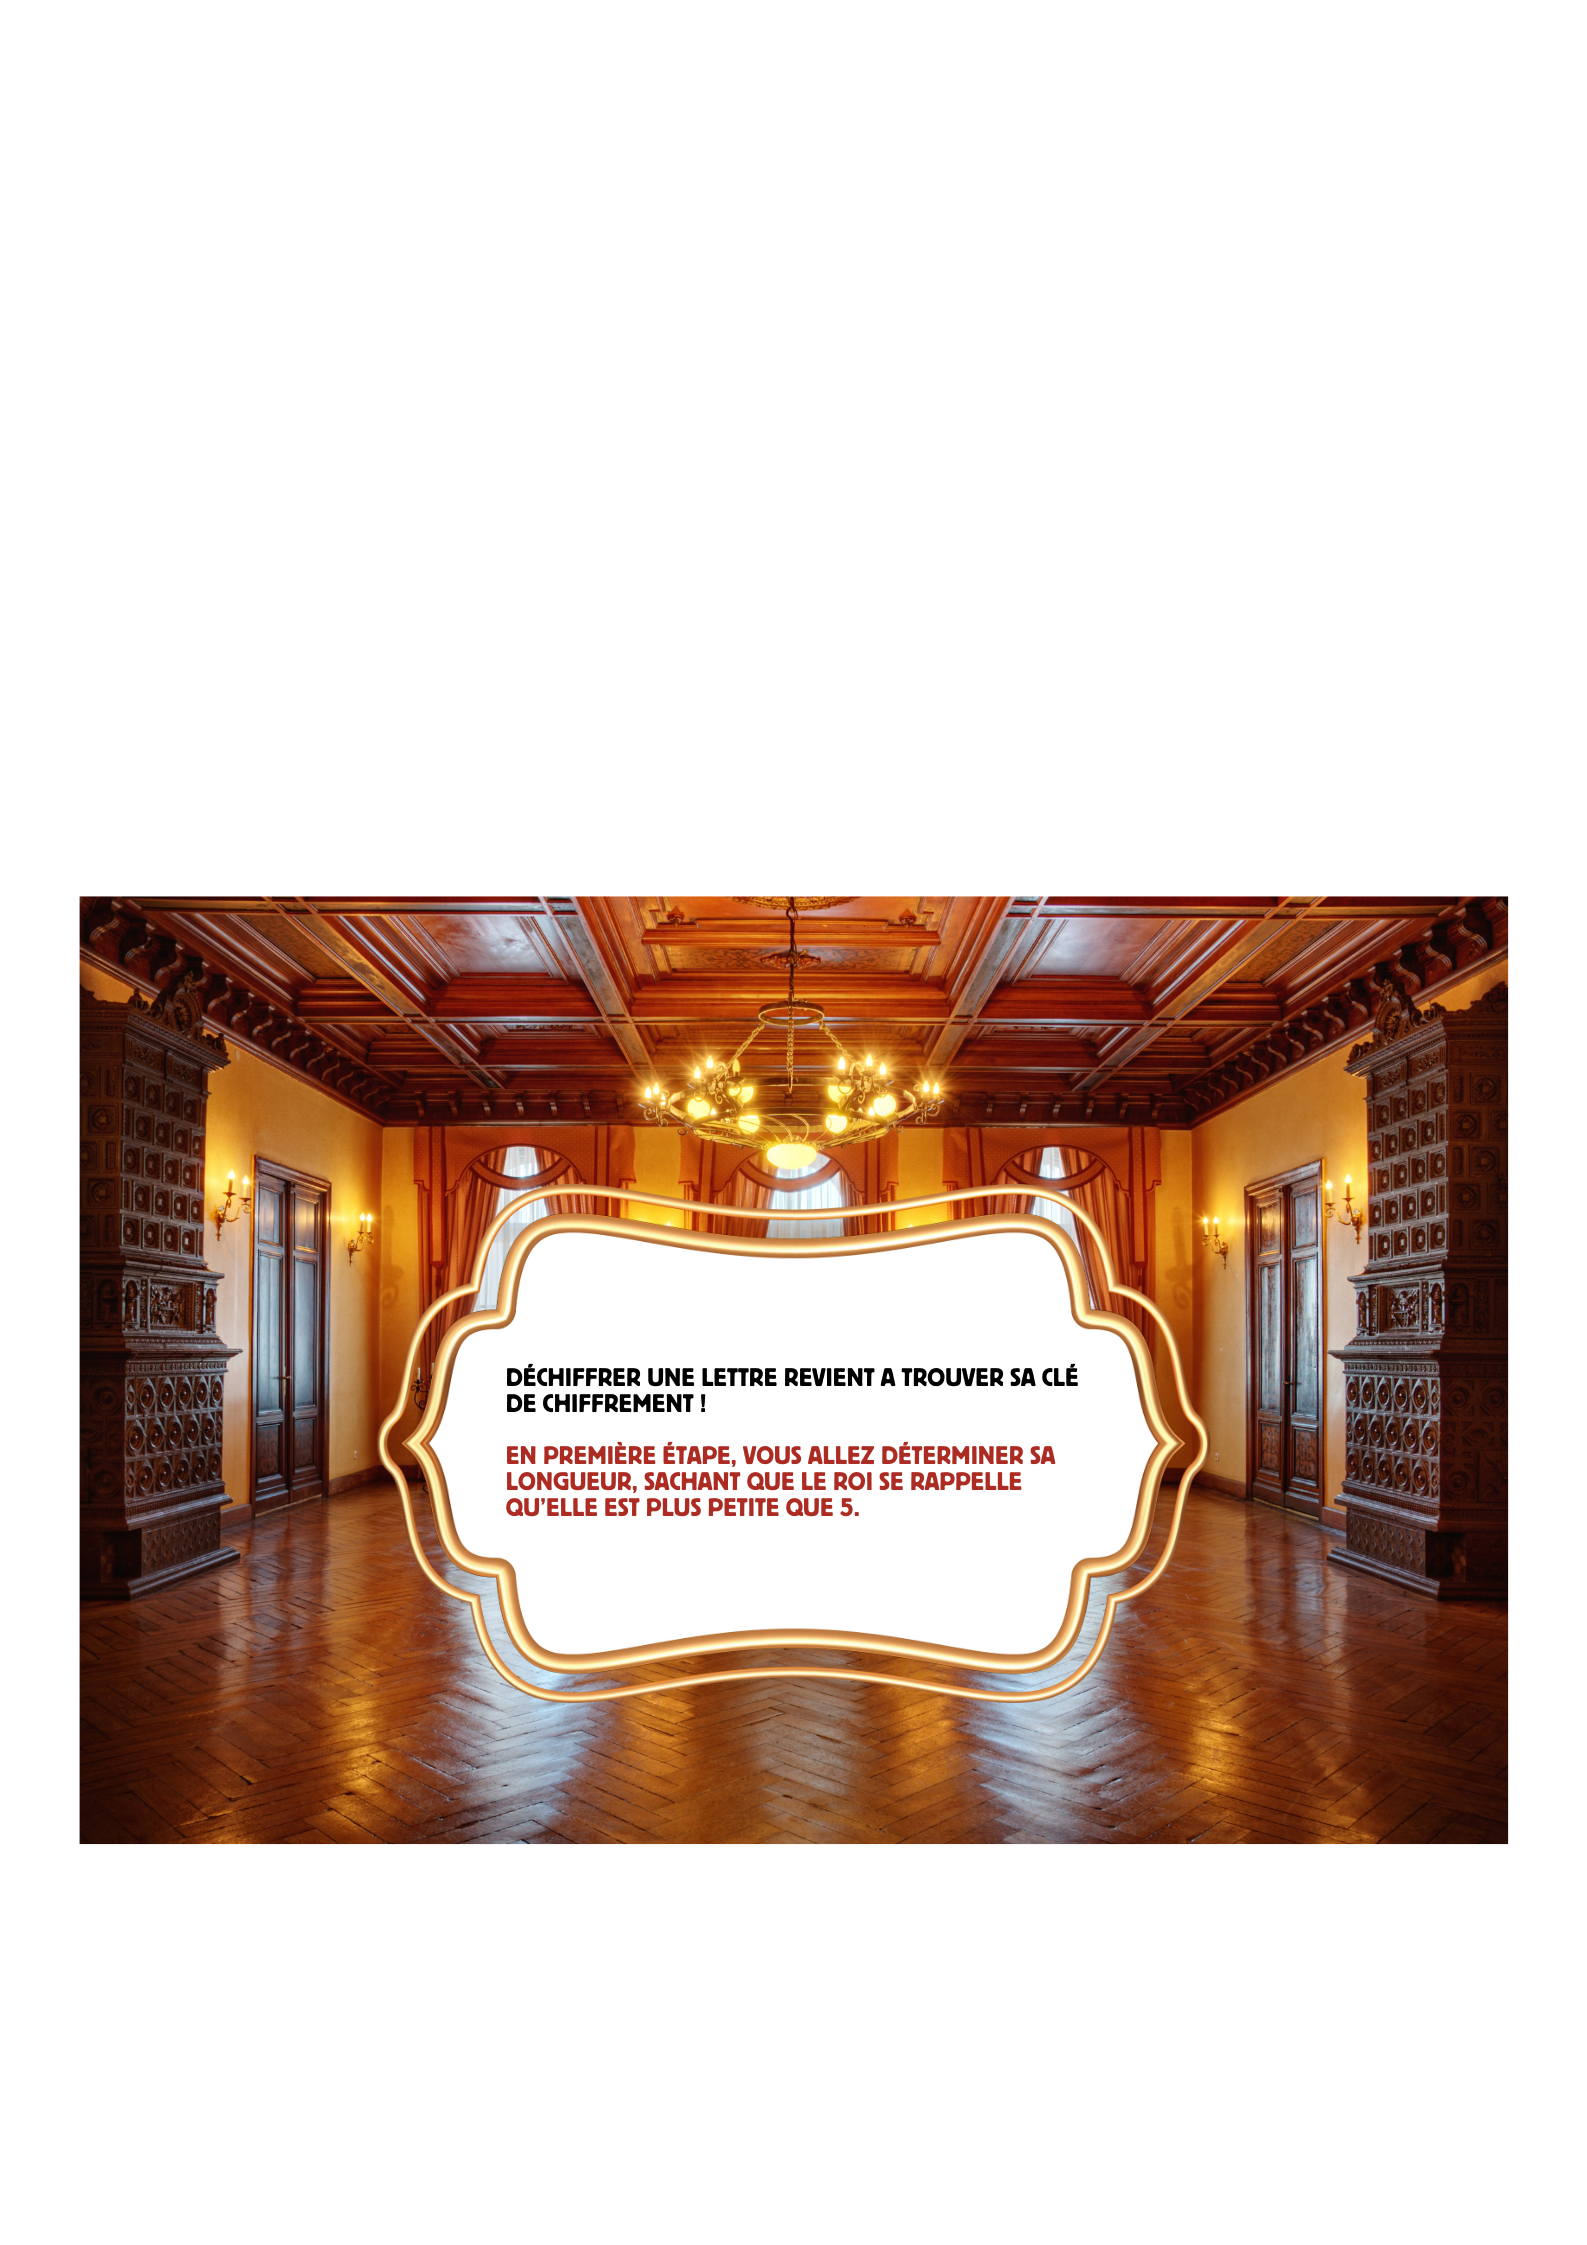 DÉCHIFFRER UNE LETTRE REVIENT A TROUVER SA CLÉ
DE CHIFFREMENT !
EN PREMIÈRE ÉTAPE, VOUS ALLEZ DÉTERMINER SA
LONGUEUR, SACHANT QUE LE ROI SE RAPPELLE
QU'ELLE EST PLUS PETITE QUE 5.